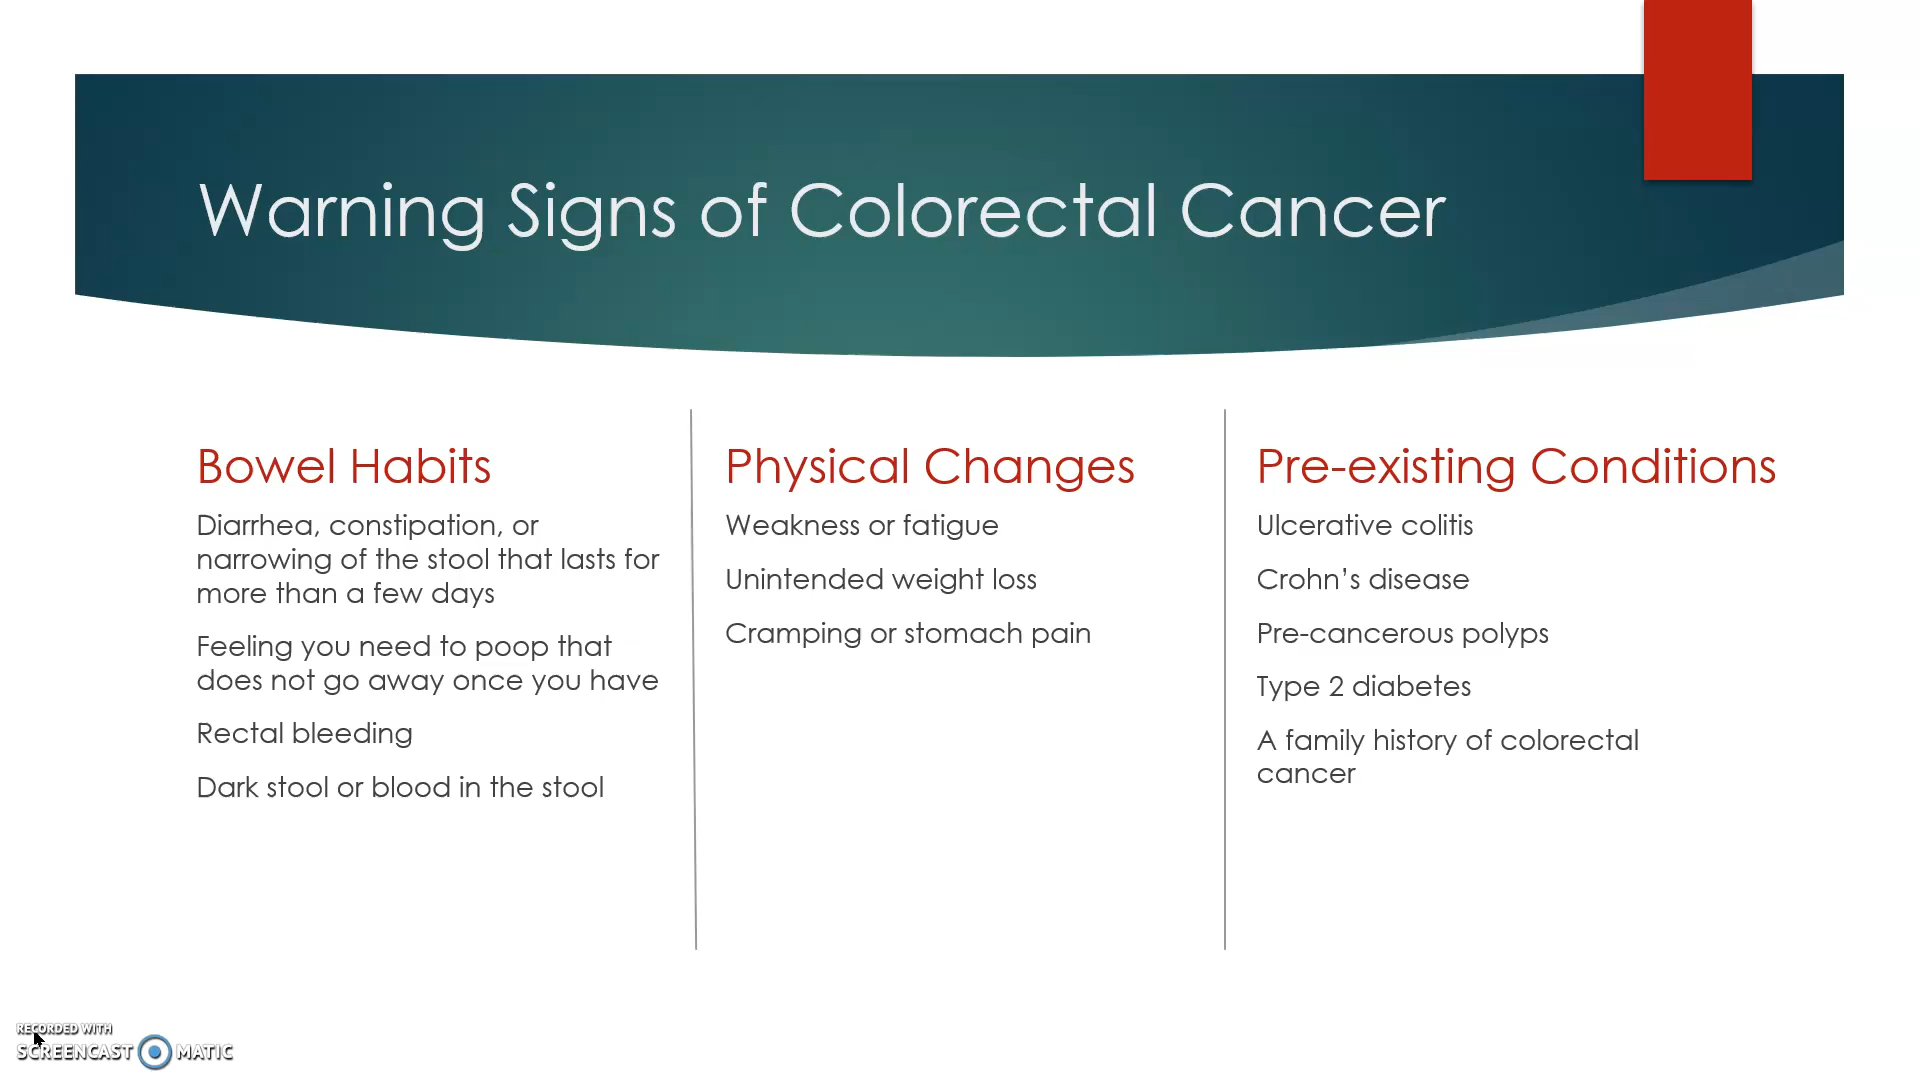 Warning Signs of Colorectal Cancer
Bowel Habits
Diarrhea, constipation, or
narrowing of the stool that lasts for
more than a few days
Feeling you need to poop that
does not go away once you have
Rectal bleeding
Dark stool or blood in the stool
Physical Changes
Weakness or fatigue
Unintended weight loss
Cramping or stomach pain
Pre-existing Conditions
Ulcerative colitis
Crohn’s disease
Pre-cancerous polyps
Type 2 diabetes
A family history of colorectal
cancer
RECORDED WITH
SCREENCAST MATIC